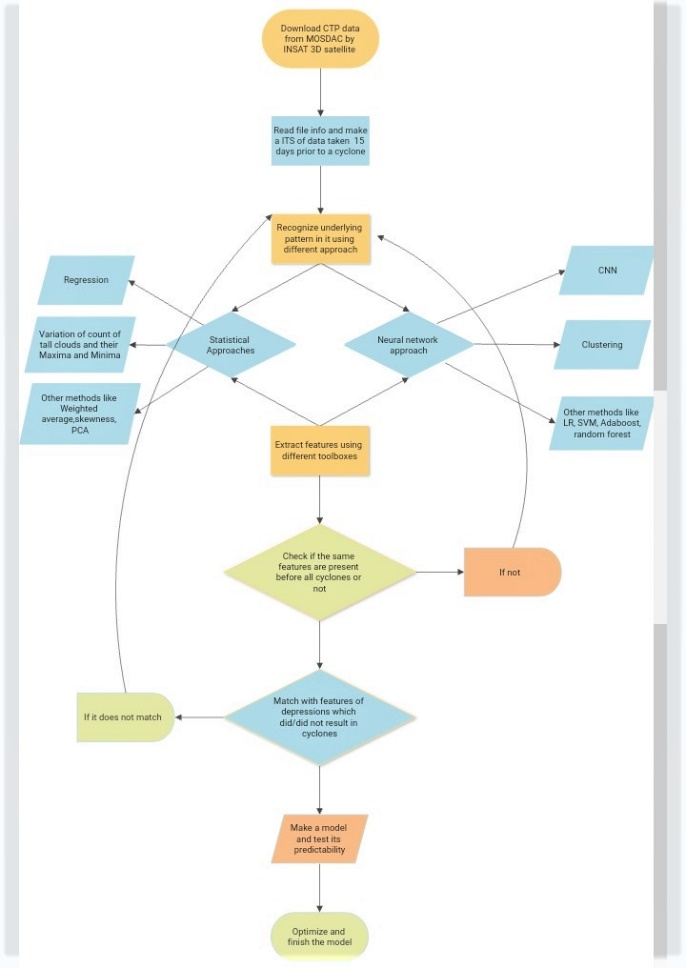 Download CTP data
from MOSDAC by
INSAT 3D satellite
Read file info and make
a ITS of data taken 15
days prior to a cyclone
Recognize underlying
pattern in it using
different approach
Regression
Variation of count of
tall clouds and their
Maxima and Minima
Other methods like
Weighted
average,skewness,
PCA
Statistical
Approaches
Neural network
approach
CNN
Clustering
Other methods like
LR, SVM, Adaboost,
random forest
Extract features using
different toolboxes
Check if the same
features are present
before all cyclones or
not
If not
Match with features of
depressions which
did/did not result in
cyclones
If it does not match
Make a model
and test its
predictability
Optimize and
finish the model